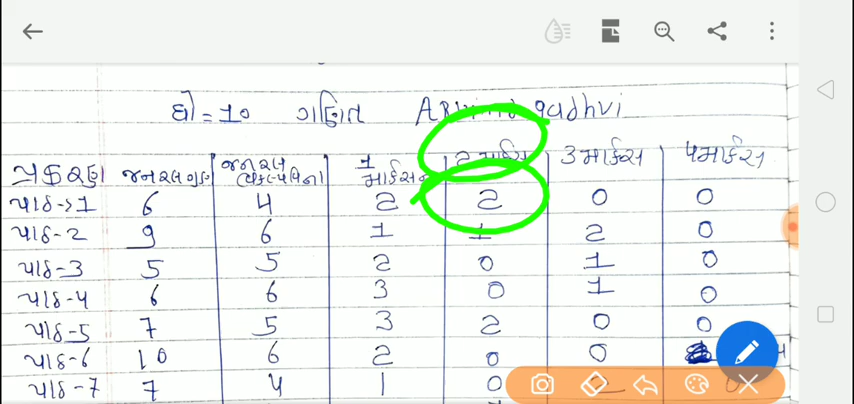 ધો = 10 ગણિત gadhvi
પ્રકરણ જનરલ ગુણ જનરલ વિકલ્પ વિના 1 માર્કસના 2 માર્કસ 3 માર્કસ 4 માર્કસ
પાઠ->1 6 4 2 2 0 0
પાઠ-2 9 6 1 1 2 0
પાઠ-3 5 5 2 0 1 0
પાઠ-4 6 6 3 0 1 0
પાઠ-5 7 5 3 2 0 0
પાઠ-6 10 6 2 0 0
પાઠ-7 7 4 1 0